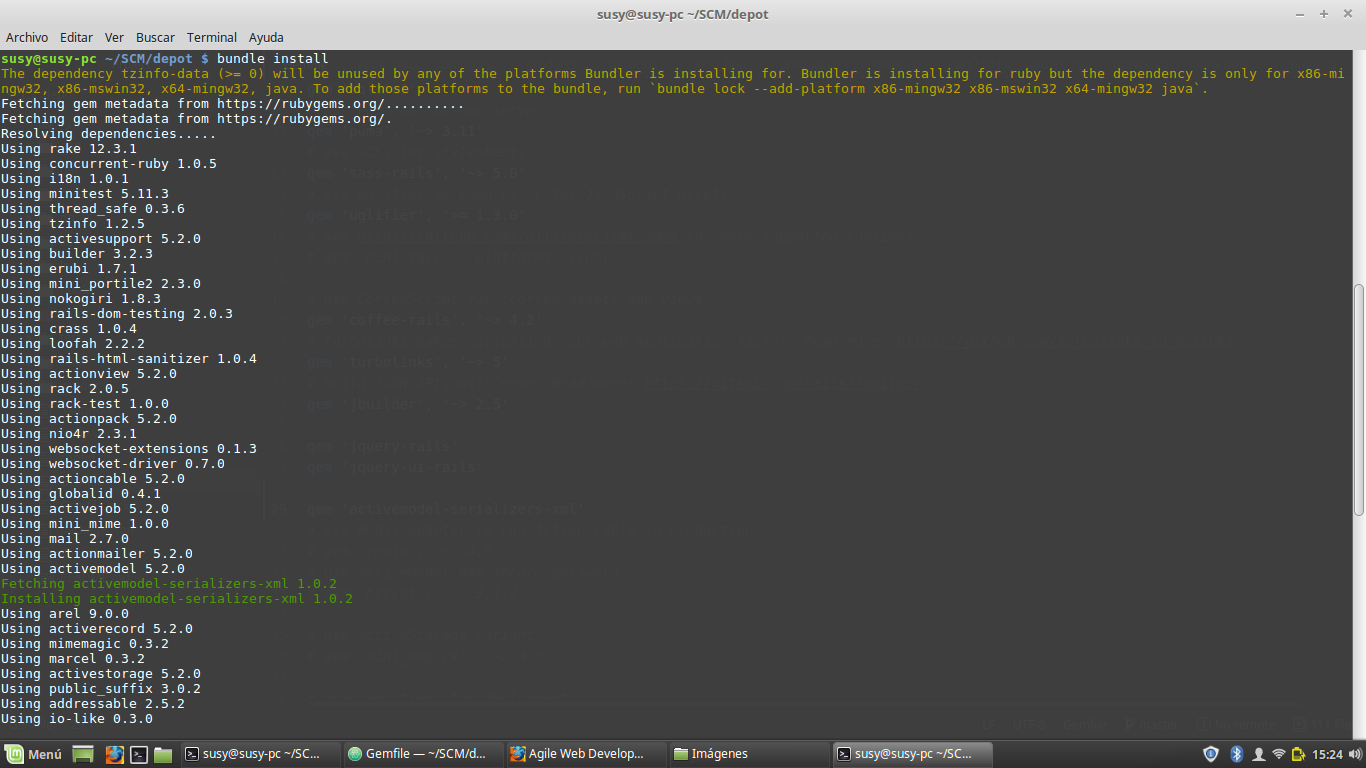 susy@susy-pc ~/SCM/depot
Archivo Editar Ver Buscar Terminal Ayuda
susy@susy-pc ~/SCM/depot $ bundle install
The dependency tzinfo-data (>= 0) will be unused by any of the platforms Bundler is installing for. Bundler is installing for ruby but the dependency is only for x86-mi
ngw32, x86-mswin32, x64-mingw32, java. To add those platforms to the bundle, run `bundle lock --add-platform x86-mingw32 x86-mswin32 x64-mingw32 java`.
Fetching gem metadata from https://rubygems.org/..........
Fetching gem metadata from https://rubygems.org/.
Resolving dependencies.....
Using rake 12.3.1
Using concurrent-ruby 1.0.5
Using i18n 1.0.1
Using minitest 5.11.3
Using thread_safe 0.3.6
Using tzinfo 1.2.5
Using activesupport 5.2.0
Using builder 3.2.3
Using erubi 1.7.1
Using mini_portile2 2.3.0
Using nokogiri 1.8.3
Using rails-dom-testing 2.0.3
Using crass 1.0.4
Using loofah 2.2.2
Using rails-html-sanitizer 1.0.4
Using actionview 5.2.0
Using rack 2.0.5
Using rack-test 1.0.0
Using actionpack 5.2.0
Using nio4r 2.3.1
Using websocket-extensions 0.1.3
Using websocket-driver 0.7.0
Using actioncable 5.2.0
Using globalid 0.4.1
Using activejob 5.2.0
Using mini_mime 1.0.0
Using mail 2.7.0
Using actionmailer 5.2.0
Using activemodel 5.2.0
Fetching activemodel-serializers-xml 1.0.2
Installing activemodel-serializers-xml 1.0.2
Using arel 9.0.0
Using activerecord 5.2.0
Using mimemagic 0.3.2
Using marcel 0.3.2
Using activestorage 5.2.0
Using public_suffix 3.0.2
Using addressable 2.5.2
Using io-like 0.3.0
Menú susy@susy-pc ~/SC... Gemfile — ~/SCM/d... Agile Web Develop... Imágenes susy@susy-pc ~/SC... 15:24